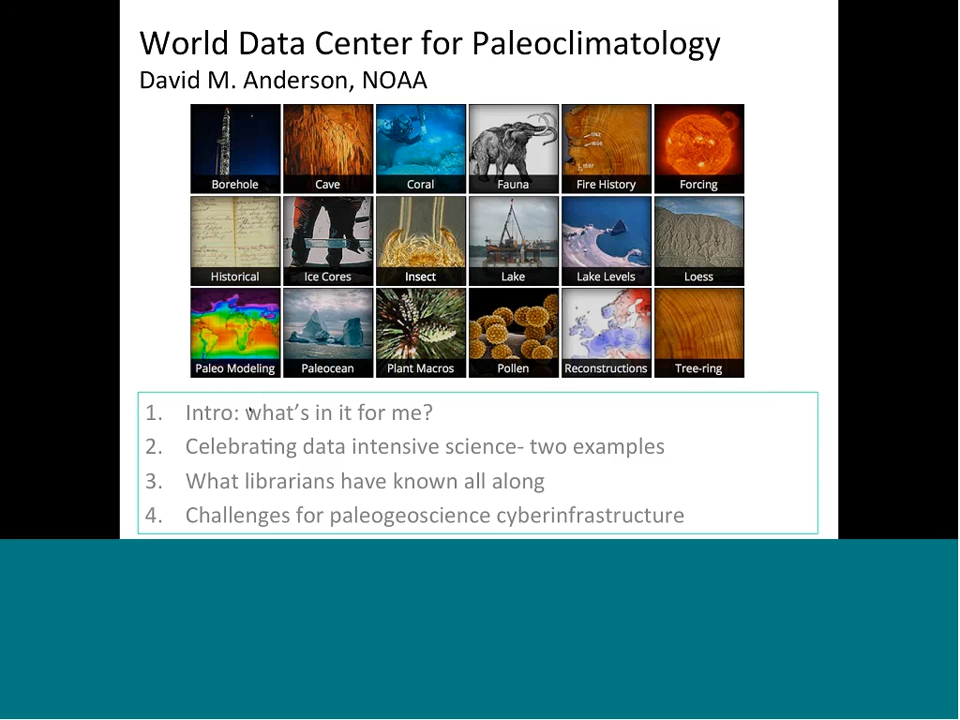 World Data Center for Paleoclimatology
David M. Anderson, NOAA
Borehole Cave Coral Fauna Fire History Forcing
Historical Ice Cores Insect Lake Lake Levels Loess
Paleo Modeling Paleocean Plant Macros Pollen Reconstructions Tree-ring
1. Intro: what's in it for me?
2. Celebrating data intensive science- two examples
3. What librarians have known all along
4. Challenges for paleogeoscience cyberinfrastructure